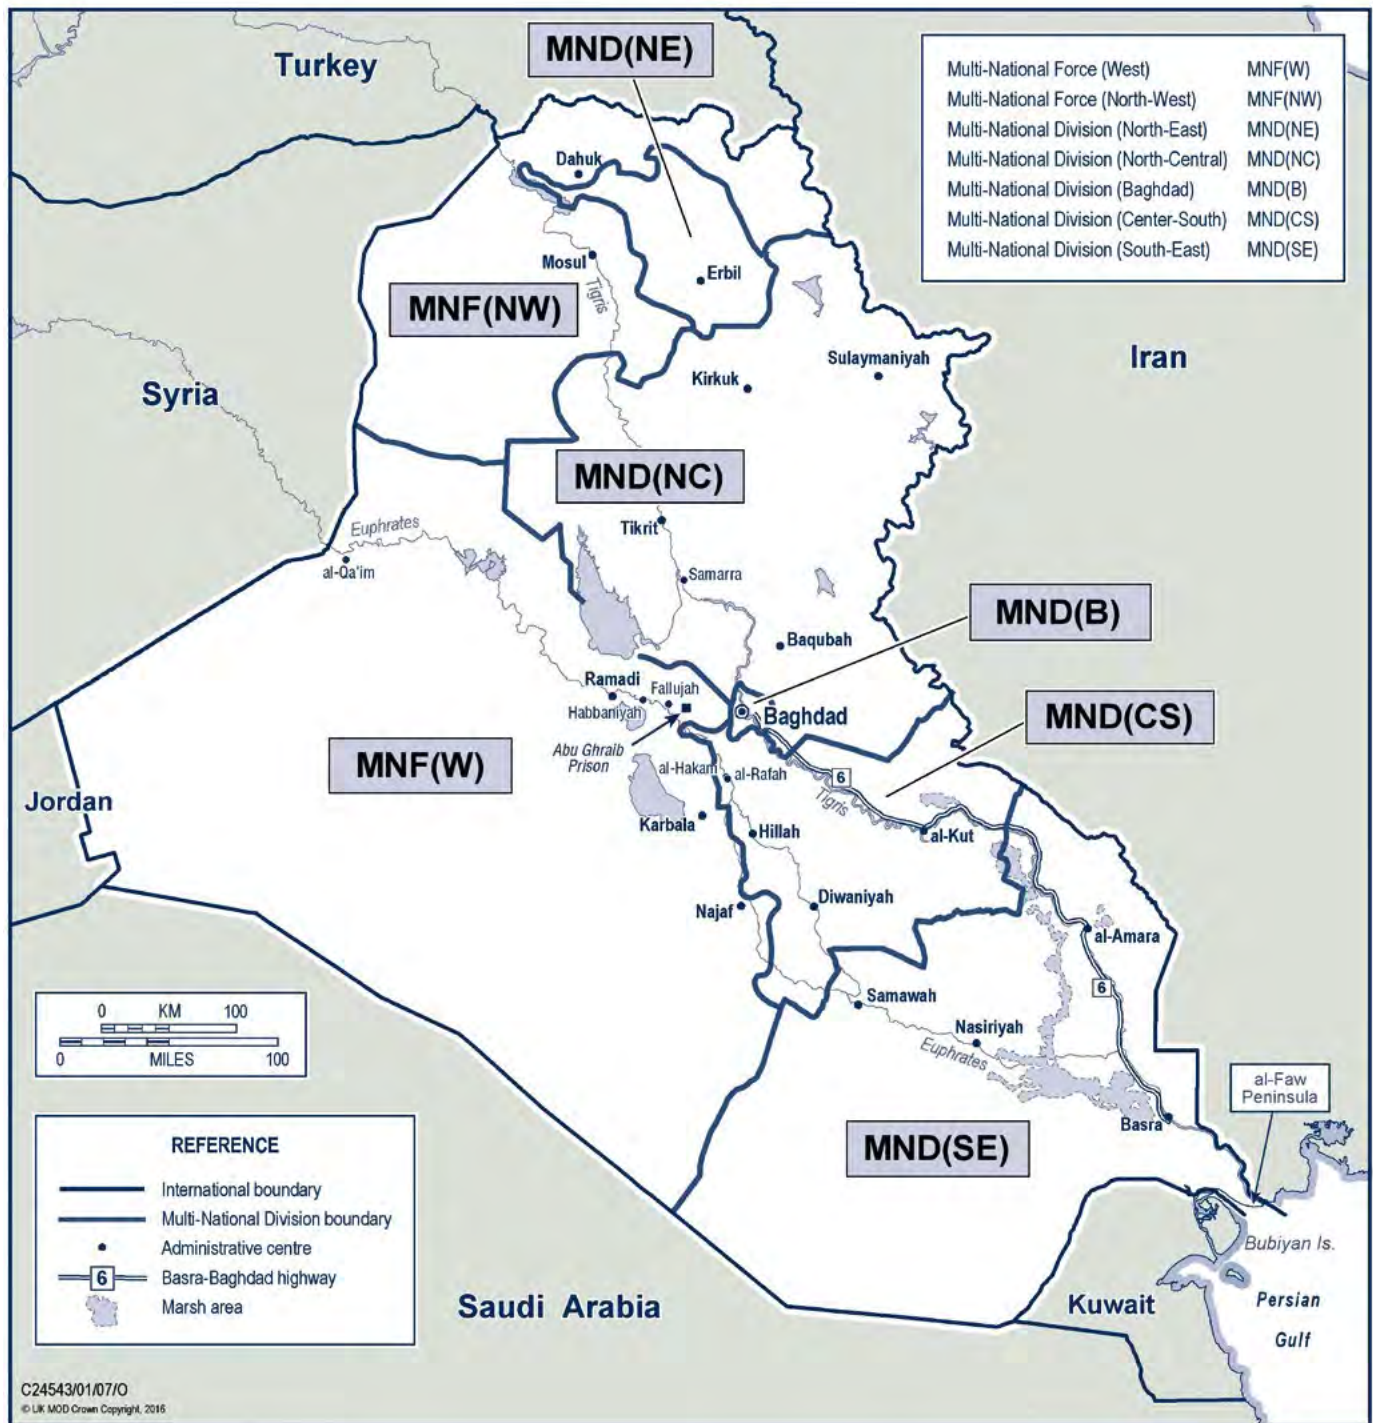 MND(NE)
Turkey
Multi-National Force (West) MNF(W)
Multi-National Force (North-West) MNF(NW)
Multi-National Division (North-East) MND(NE)
Multi-National Division (North-Central) MND(NC)
Multi-National Division (Baghdad) MND(B)
Multi-National Division (Center-South) MND(CS)
Multi-National Division (South-East) MND(SE)
Dahuk
Mosul
Erbil
Tigris
MNF(NW)
Sulaymaniyah
Iran
Kirkuk
Syria
MND(NC)
Euphrates
Tikrit
al-Qa'im
Samarra
MND(B)
Baqubah
Ramadi
Fallujah
Habbaniyah
Baghdad
MND(CS)
Abu Ghraib
Prison
MNF(W)
al-Hakam
al-Rafah
6
Tigris
Jordan
Karbala
Hillah
al-Kut
Najaf
Diwaniyah
al-Amara
6
Samawah
Nasiriyah
Euphrates
0 KM 100
0 MILES 100
al-Faw
Peninsula
Basra
MND(SE)
REFERENCE
International boundary
Multi-National Division boundary
Administrative centre
6 Basra-Baghdad highway
Marsh area
Bubiyan Is.
Saudi Arabia
Kuwait
Persian
Gulf
C24543/01/07/O
© UK MOD Crown Copyright, 2016